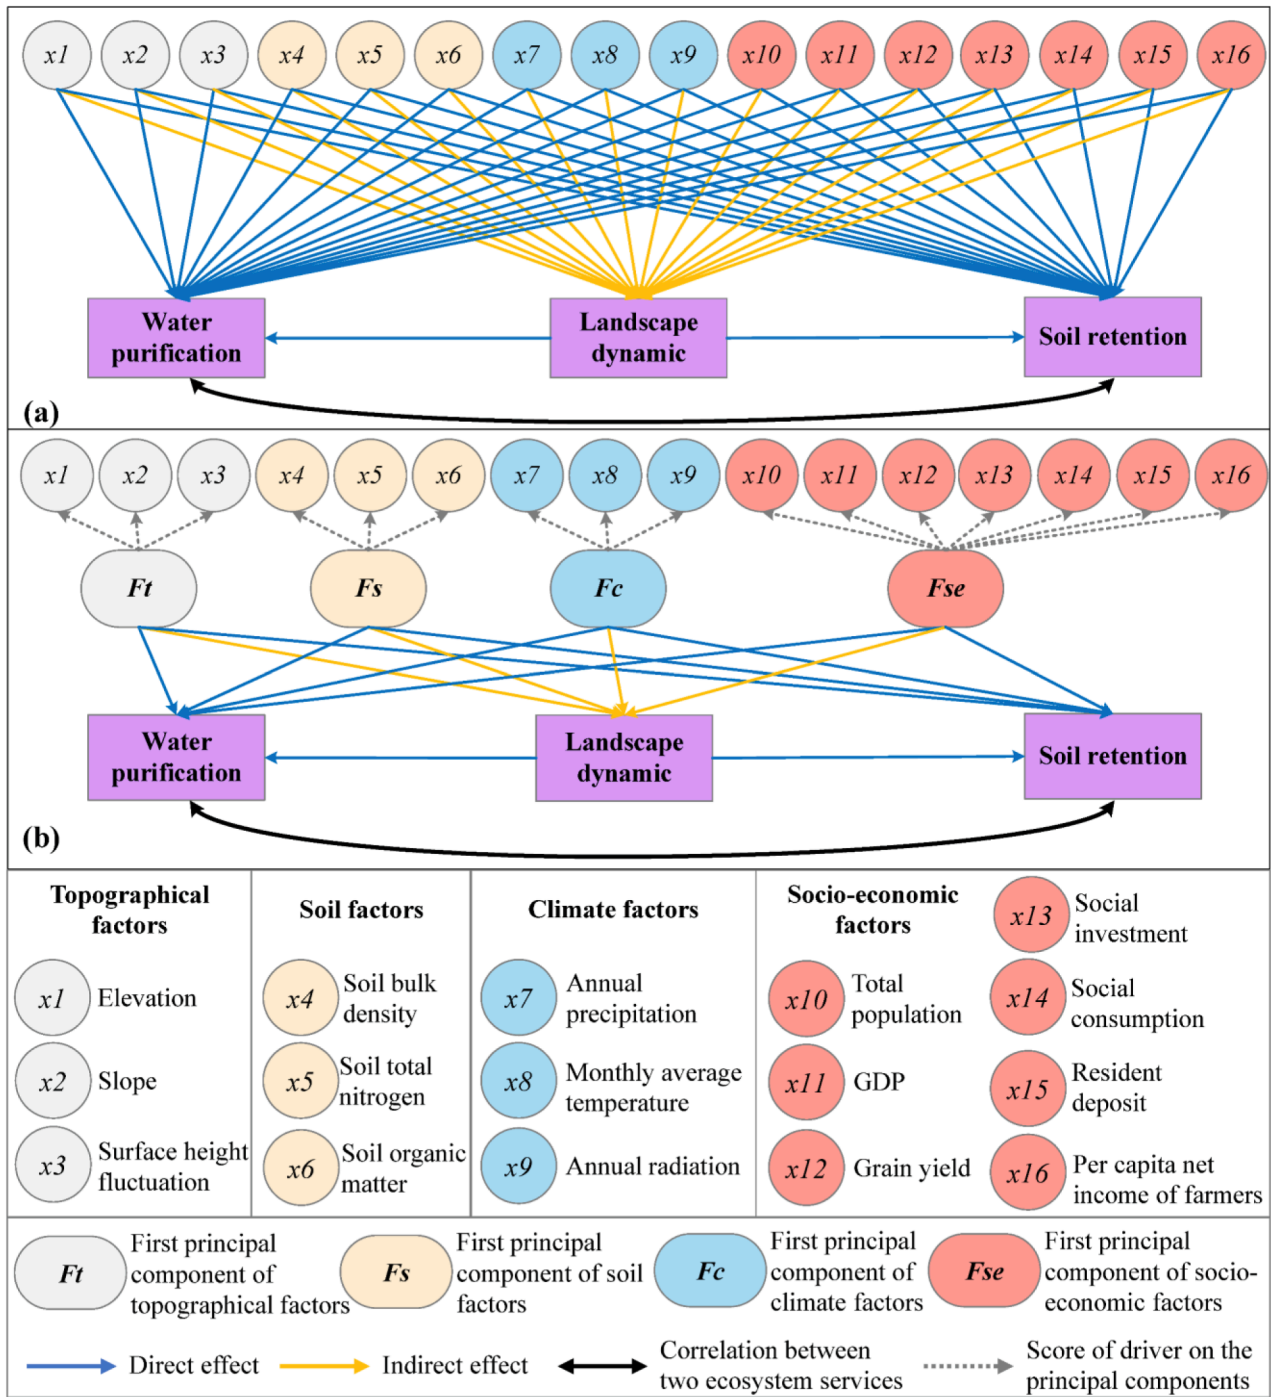 x1 x2 x3 x4 x5 x6 x7 x8 x9 x10 x11 x12 x13 x14 x15 x16
Water
purification
Landscape
dynamic
Soil retention
(a)
x1 x2 x3 x4 x5 x6 x7 x8 x9 x10 x11 x12 x13 x14 x15 x16
Ft Fs Fc Fse
Water
purification
Landscape
dynamic
Soil retention
(b)
Topographical
factors
x1 Elevation
x2 Slope
x3 Surface height
fluctuation
Soil factors
x4 Soil bulk
density
x5 Soil total
nitrogen
x6 Soil organic
matter
Climate factors
x7 Annual
precipitation
x8 Monthly average
temperature
x9 Annual radiation
Socio-economic
factors
x10 Total
population
x11 GDP
x12 Grain yield
x13 Social
investment
x14 Social
consumption
x15 Resident
deposit
x16 Per capita net
income of farmers
Ft First principal
component of
topographical factors
Fs First principal
component of soil
factors
Fc First principal
component of
climate factors
Fse First principal
component of socio-
economic factors
Direct effect
Indirect effect
Correlation between
two ecosystem services
Score of driver on the
principal components